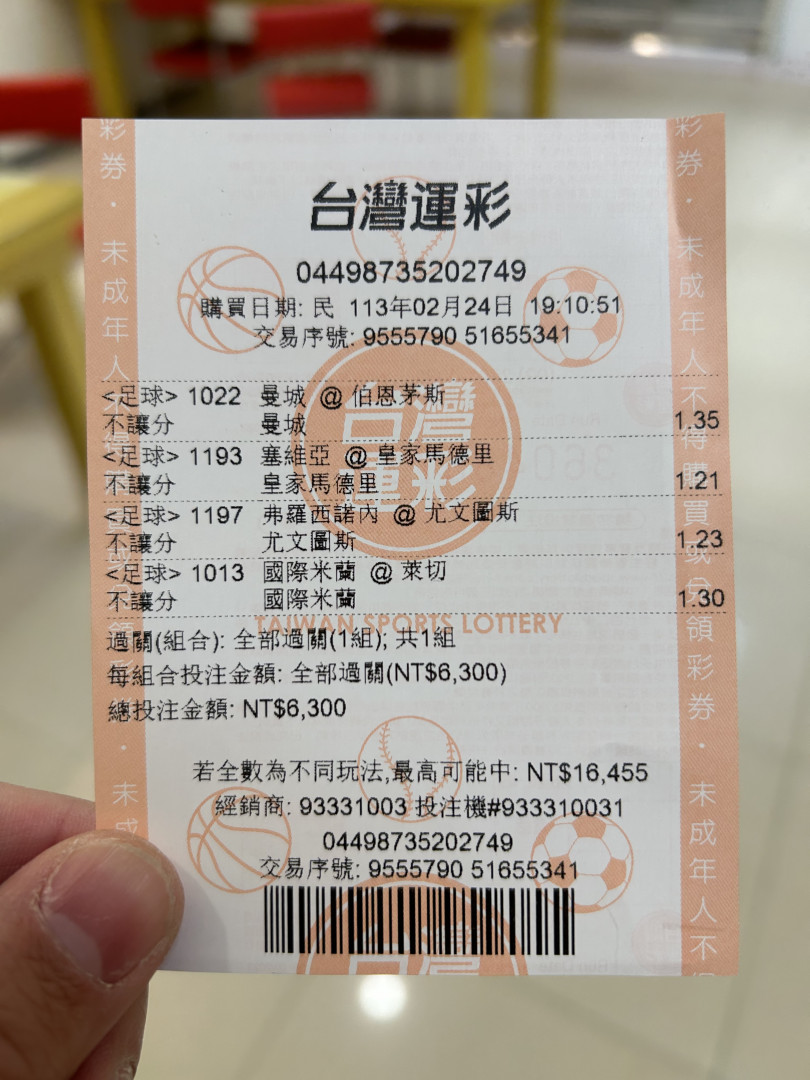 台灣運彩
04498735202749
購買日期: 民 113年02月24日 19:10:51
交易序號: 9555790 51655341
<足球> 1022 曼城 @ 伯恩茅斯
不讓分 曼城 1.35
<足球> 1193 塞維亞 @ 皇家馬德里
不讓分 皇家馬德里 1.21
<足球> 1197 弗羅西諾內 @ 尤文圖斯
不讓分 尤文圖斯 1.23
<足球> 1013 國際米蘭 @ 萊切
不讓分 國際米蘭 1.30
台灣運彩
TAIWAN SPORTS LOTTERY
過關(組合): 全部過關(1組); 共1組
每組合投注金額: 全部過關(NT$6,300)
總投注金額: NT$6,300
若全數為不同玩法,最高可能中: NT$16,455
經銷商: 93331003 投注機#933310031
04498735202749
交易序號: 9555790 51655341
彩券・未成年人
彩券・未成年人不得購買或兌領彩券・未成年人不